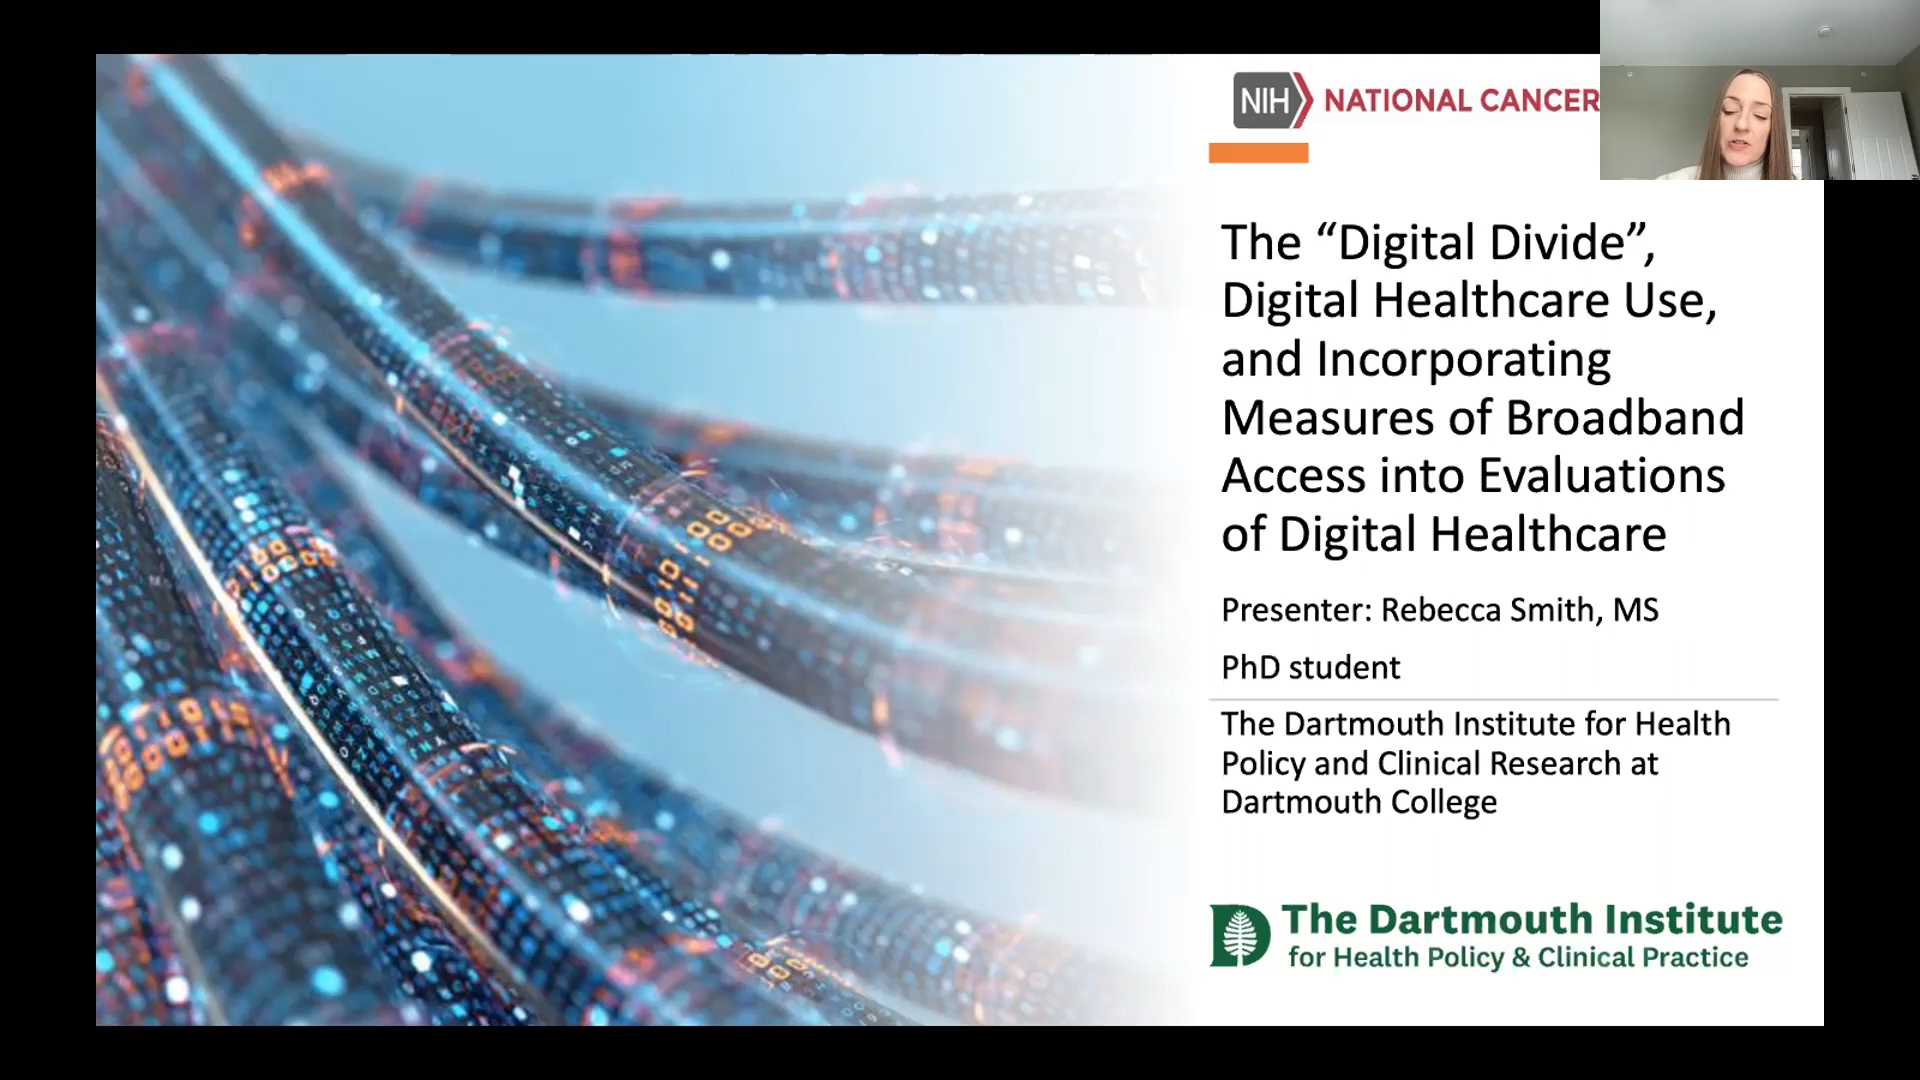 NIH NATIONAL CANCER
The “Digital Divide”,
Digital Healthcare Use,
and Incorporating
Measures of Broadband
Access into Evaluations
of Digital Healthcare
Presenter: Rebecca Smith, MS
PhD student
The Dartmouth Institute for Health
Policy and Clinical Research at
Dartmouth College
The Dartmouth Institute
for Health Policy & Clinical Practice